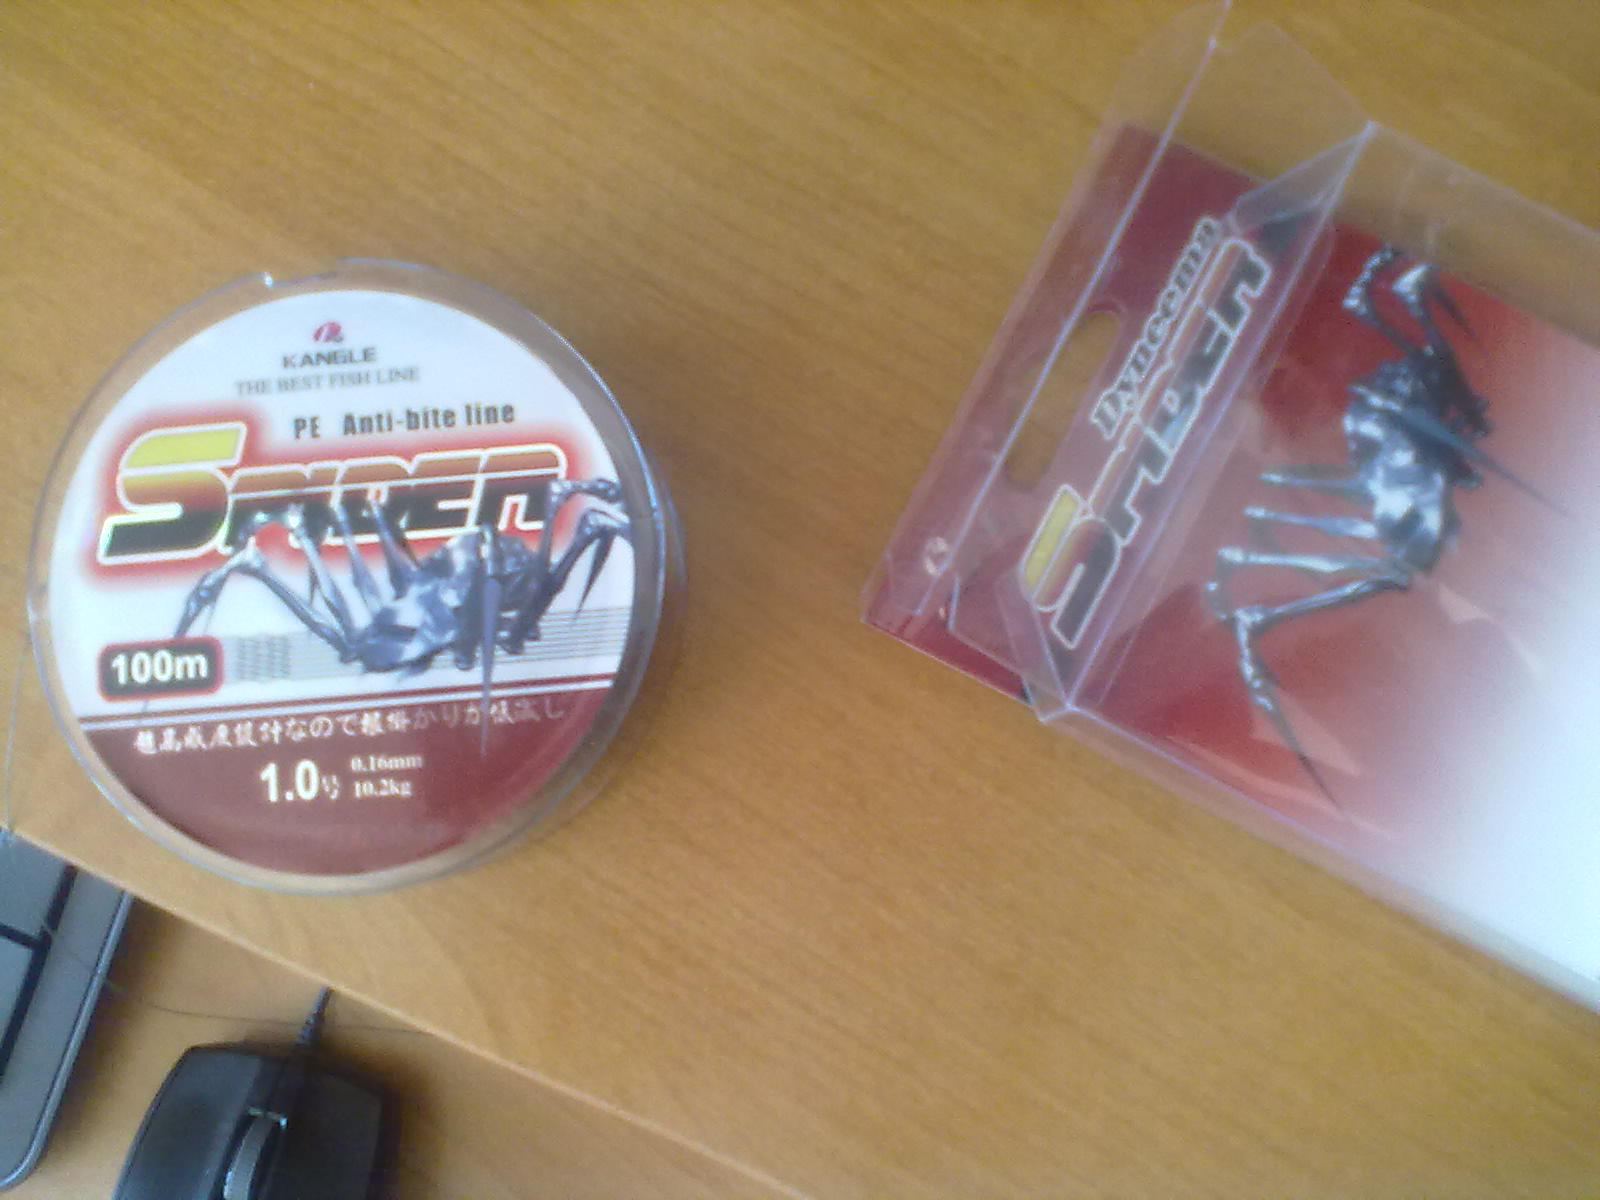 KANGLE
THE BEST FISH LINE
PE Anti-bite line
SPIDER
100m
1.0号
0.16mm
10.2kg
Dyneema
SPIDER